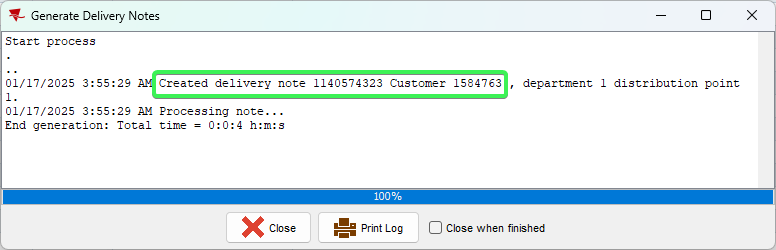 Generate Delivery Notes
Start process
.
..
01/17/2025 3:55:29 AM Created delivery note 1140574323 Customer 1584763 , department 1 distribution point
1.
01/17/2025 3:55:29 AM Processing note...
End generation: Total time = 0:0:4 h:m:s
100%
Close
Print Log
Close when finished